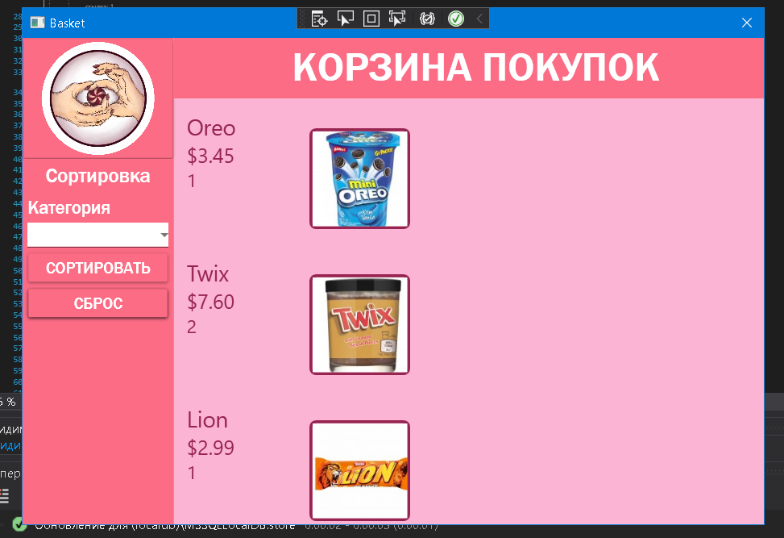 Basket
КОРЗИНА ПОКУПОК
Сортировка
Категория
СОРТИРОВАТЬ
СБРОС
Oreo
$3.45
1
mini
OREO
Twix
$7.60
2
TWIX
Lion
$2.99
1
LION